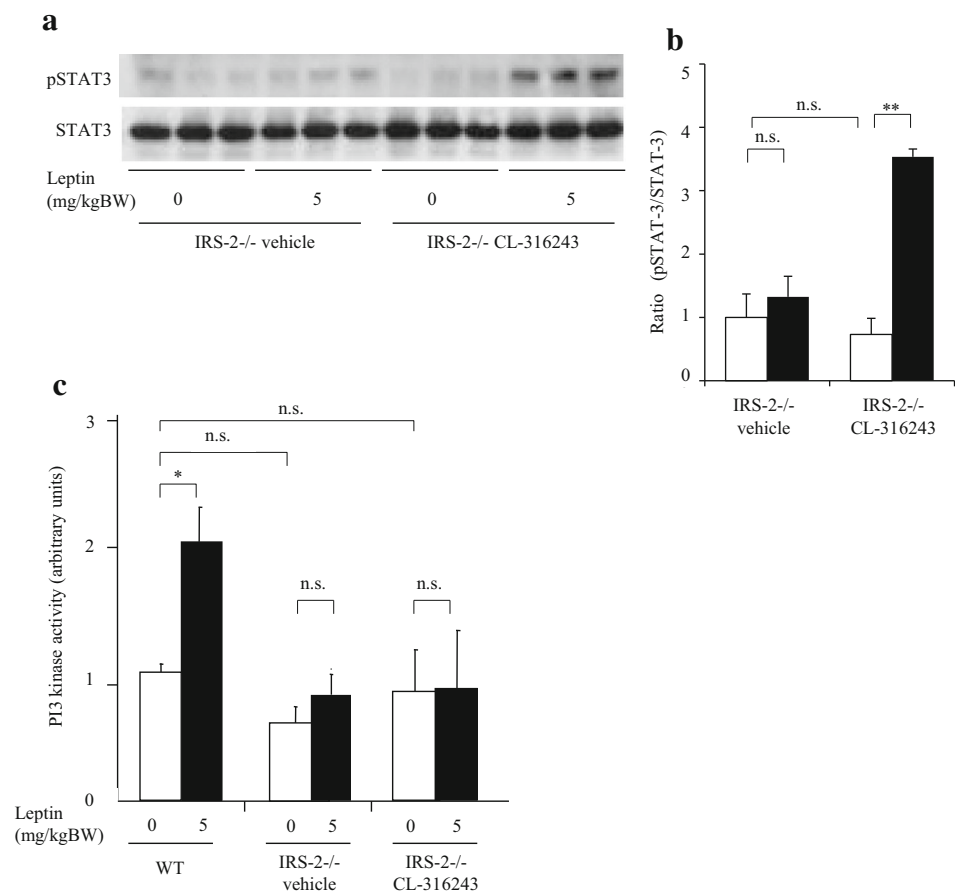 a
pSTAT3
STAT3
Leptin
(mg/kgBW)
0 5 0 5
IRS-2-/- vehicle IRS-2-/- CL-316243
b
5
4
3
2
1
0
Ratio (pSTAT-3/STAT-3)
n.s.
n.s.
**
IRS-2-/-
vehicle
IRS-2-/-
CL-316243
c
3
2
1
0
PI3 kinase activity (arbitrary units)
n.s.
n.s.
*
n.s.
n.s.
Leptin
(mg/kgBW)
0 5 0 5 0 5
WT
IRS-2-/-
vehicle
IRS-2-/-
CL-316243